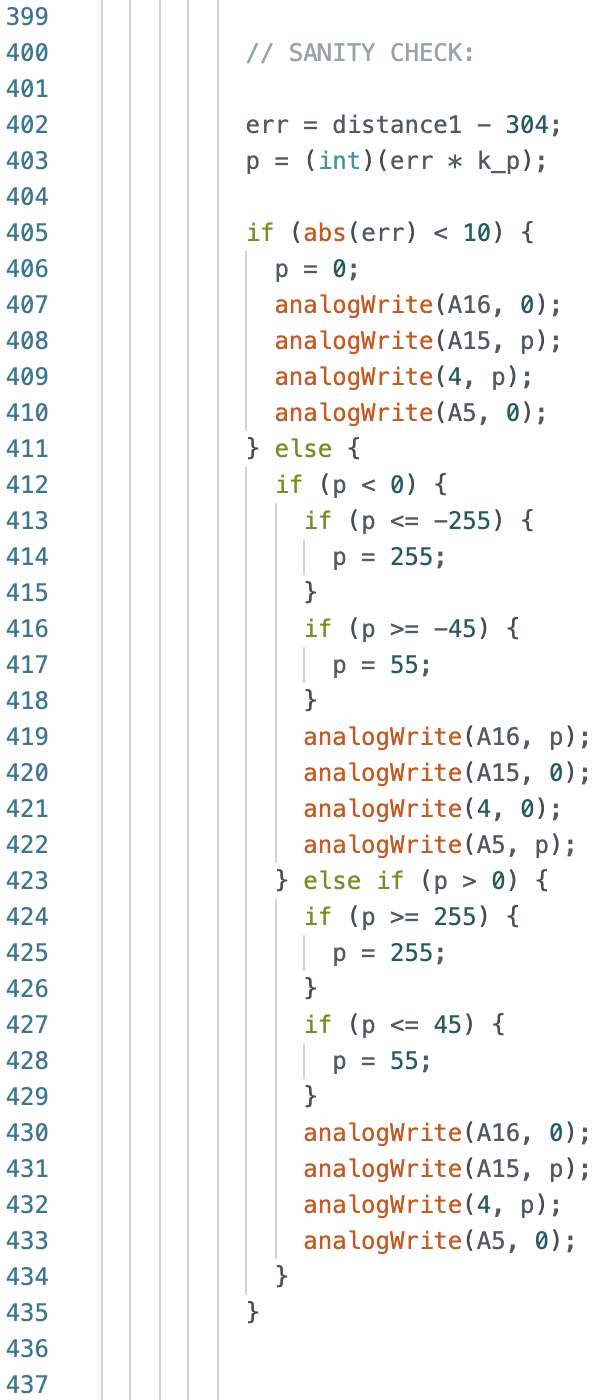 399
400 // SANITY CHECK:
401
402 err = distance1 - 304;
403 p = (int)(err * k_p);
404
405 if (abs(err) < 10) {
406 p = 0;
407 analogWrite(A16, 0);
408 analogWrite(A15, p);
409 analogWrite(4, p);
410 analogWrite(A5, 0);
411 } else {
412 if (p < 0) {
413 if (p <= -255) {
414 p = 255;
415 }
416 if (p >= -45) {
417 p = 55;
418 }
419 analogWrite(A16, p);
420 analogWrite(A15, 0);
421 analogWrite(4, 0);
422 analogWrite(A5, p);
423 } else if (p > 0) {
424 if (p >= 255) {
425 p = 255;
426 }
427 if (p <= 45) {
428 p = 55;
429 }
430 analogWrite(A16, 0);
431 analogWrite(A15, p);
432 analogWrite(4, p);
433 analogWrite(A5, 0);
434 }
435 }
436
437